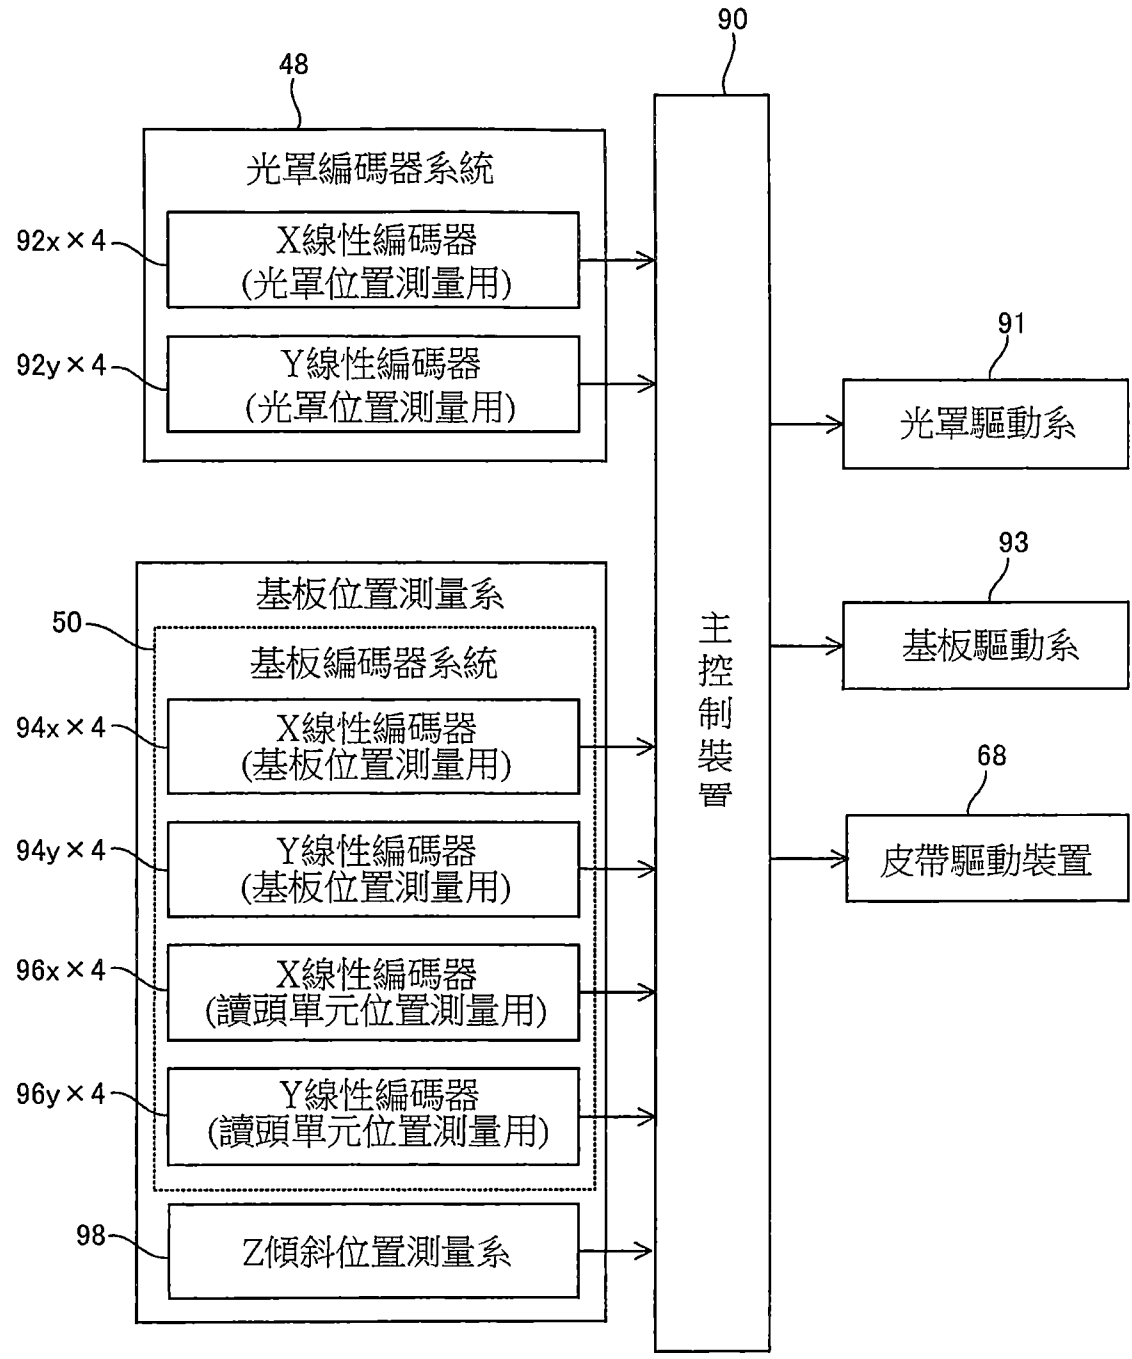 90
48
光罩編碼器系統
92x×4
X線性編碼器
(光罩位置測量用)
92y×4
Y線性編碼器
(光罩位置測量用)
91
光罩驅動系
93
基板驅動系
68
皮帶驅動裝置
主控制裝置
基板位置測量系
50
基板編碼器系統
94x×4
X線性編碼器
(基板位置測量用)
94y×4
Y線性編碼器
(基板位置測量用)
96x×4
X線性編碼器
(讀頭單元位置測量用)
96y×4
Y線性編碼器
(讀頭單元位置測量用)
98
Z傾斜位置測量系